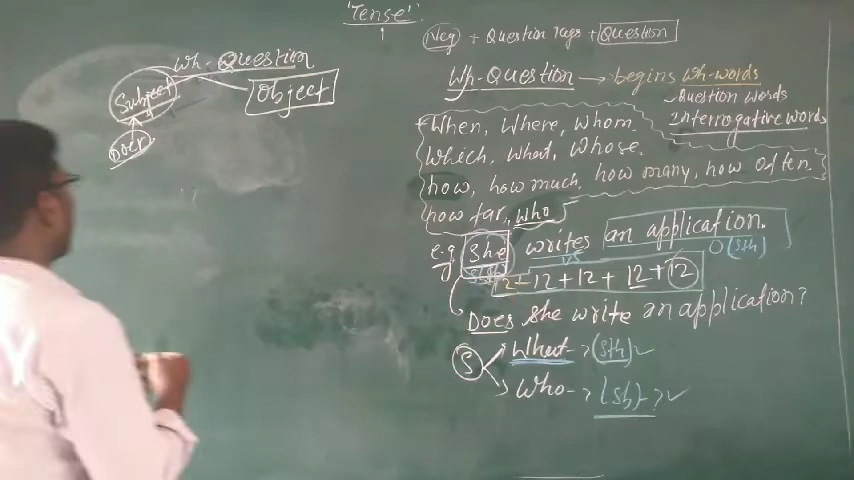 'Tense'
Neg + Question Tags + Question
Wh-Question
Subject
Object
Doer
Wh-Question → begins Wh-words
- Question words
Interrogative words
When, Where, Whom.
Which, What, Whose.
how, how much, how many, how often.
how far, who
e.g She writes an application.
O (sth)
12 - 12 + 12 + 12 + 12
Does she write an application?
S What → (sth) ✓
Who → (sb) → ✓